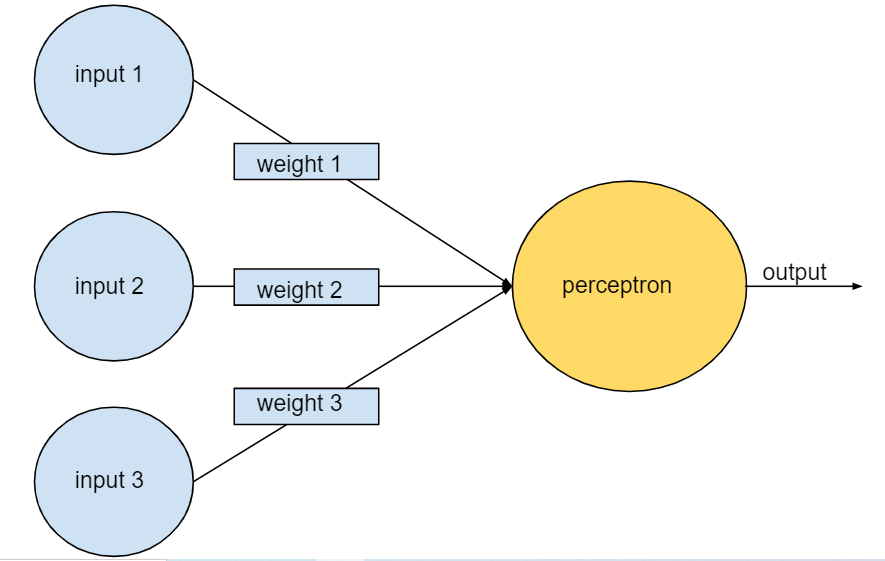 input 1
weight 1
input 2
weight 2
perceptron
output
weight 3
input 3